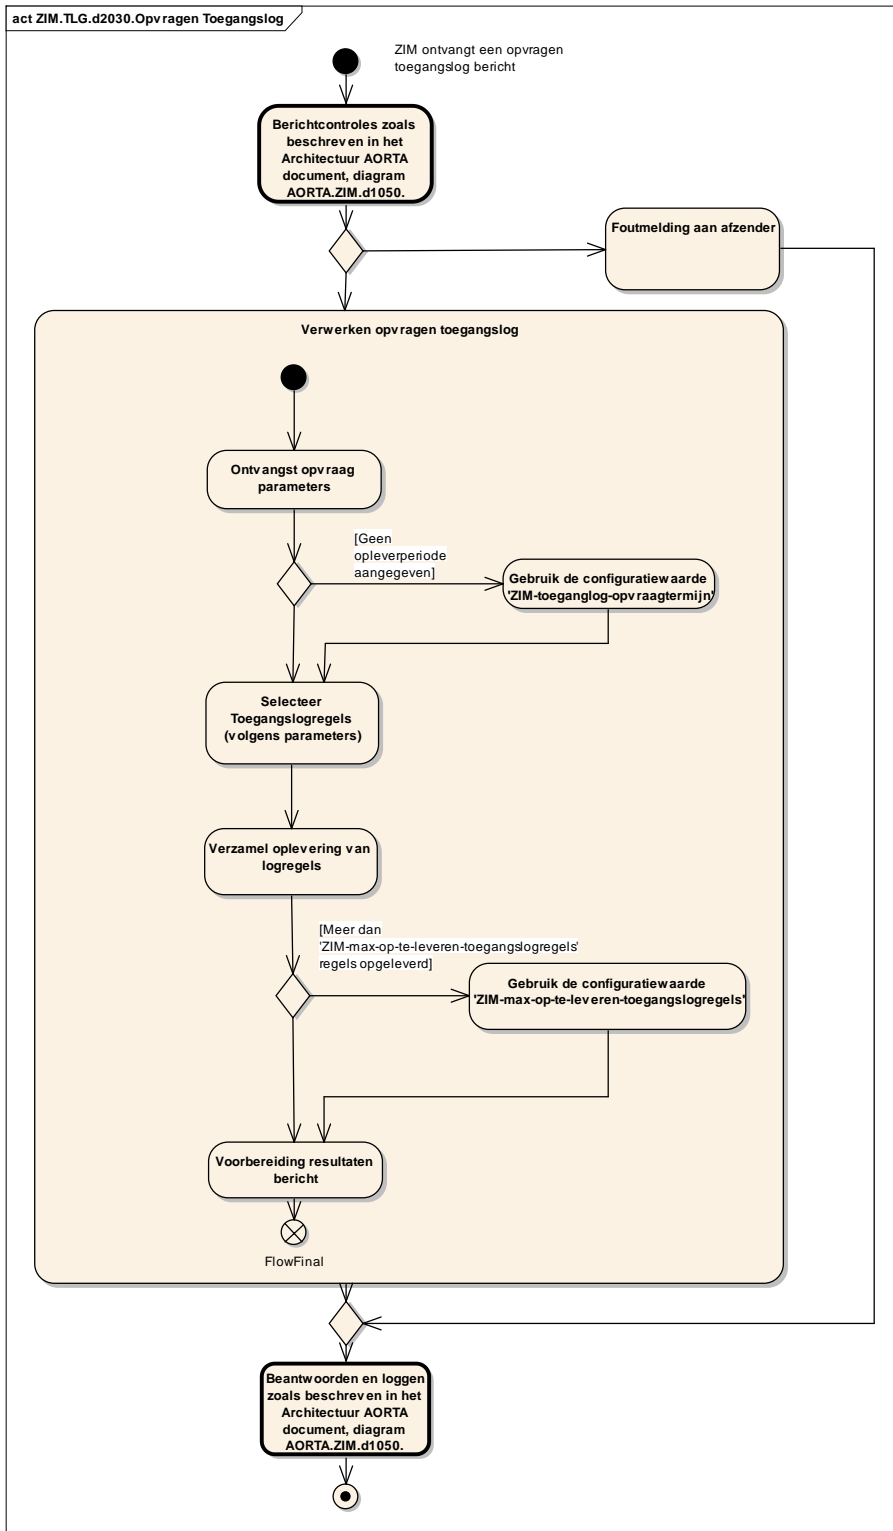 act ZIM.TLG.d2030.Opvragen Toegangslog
ZIM ontvangt een opvragen
toegangslog bericht
Berichtcontroles zoals
beschreven in het
Architectuur AORTA
document, diagram
AORTA.ZIM.d1050.
Foutmelding aan afzender
Verwerken opvragen toegangslog
Ontvangst opvraag
parameters
[Geen
opleverperiode
aangegeven]
Gebruik de configuratiewaarde
'ZIM-toeganglog-opvraagtermijn'
Selecteer
Toegangslogregels
(volgens parameters)
Verzamel oplevering van
logregels
[Meer dan
'ZIM-max-op-te-leveren-toegangslogregels'
regels opgeleverd]
Gebruik de configuratiewaarde
'ZIM-max-op-te-leveren-toegangslogregels'
Voorbereiding resultaten
bericht
FlowFinal
Beantwoorden en loggen
zoals beschreven in het
Architectuur AORTA
document, diagram
AORTA.ZIM.d1050.